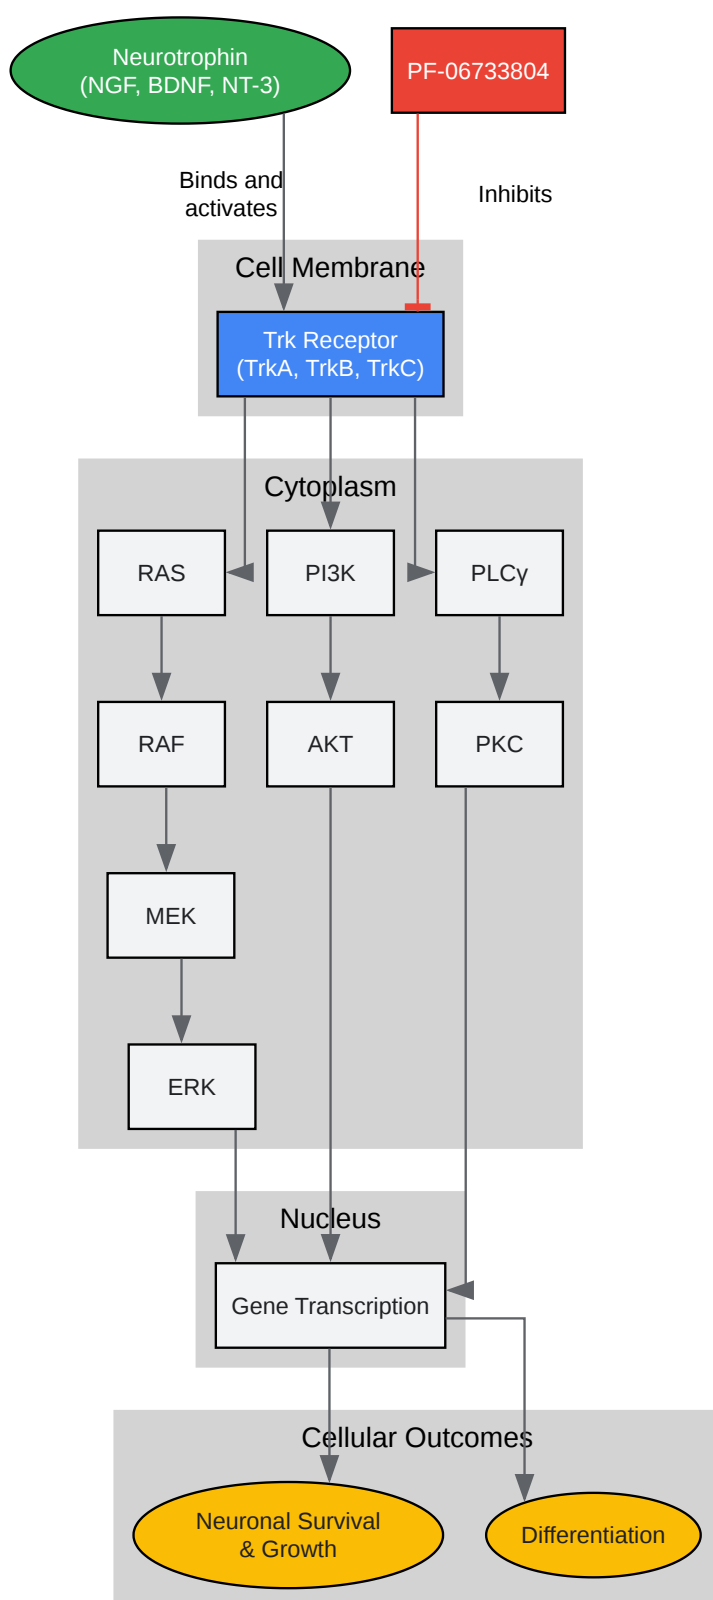 Neurotrophin
(NGF, BDNF, NT-3)
PF-06733804
Binds and
activates
Inhibits
Cell Membrane
Trk Receptor
(TrkA, TrkB, TrkC)
Cytoplasm
RAS
PI3K
PLCγ
RAF
AKT
PKC
MEK
ERK
Nucleus
Gene Transcription
Cellular Outcomes
Neuronal Survival
& Growth
Differentiation